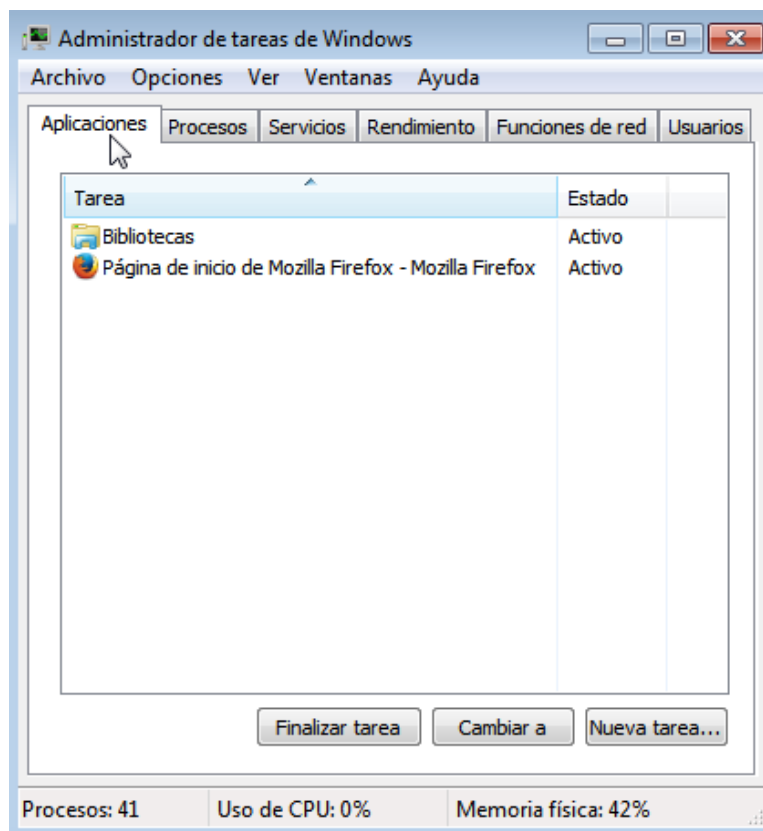 Administrador de tareas de Windows
Archivo Opciones Ver Ventanas Ayuda
Aplicaciones Procesos Servicios Rendimiento Funciones de red Usuarios
Tarea Estado
Bibliotecas Activo
Página de inicio de Mozilla Firefox - Mozilla Firefox Activo
Finalizar tarea Cambiar a Nueva tarea...
Procesos: 41 Uso de CPU: 0% Memoria física: 42%